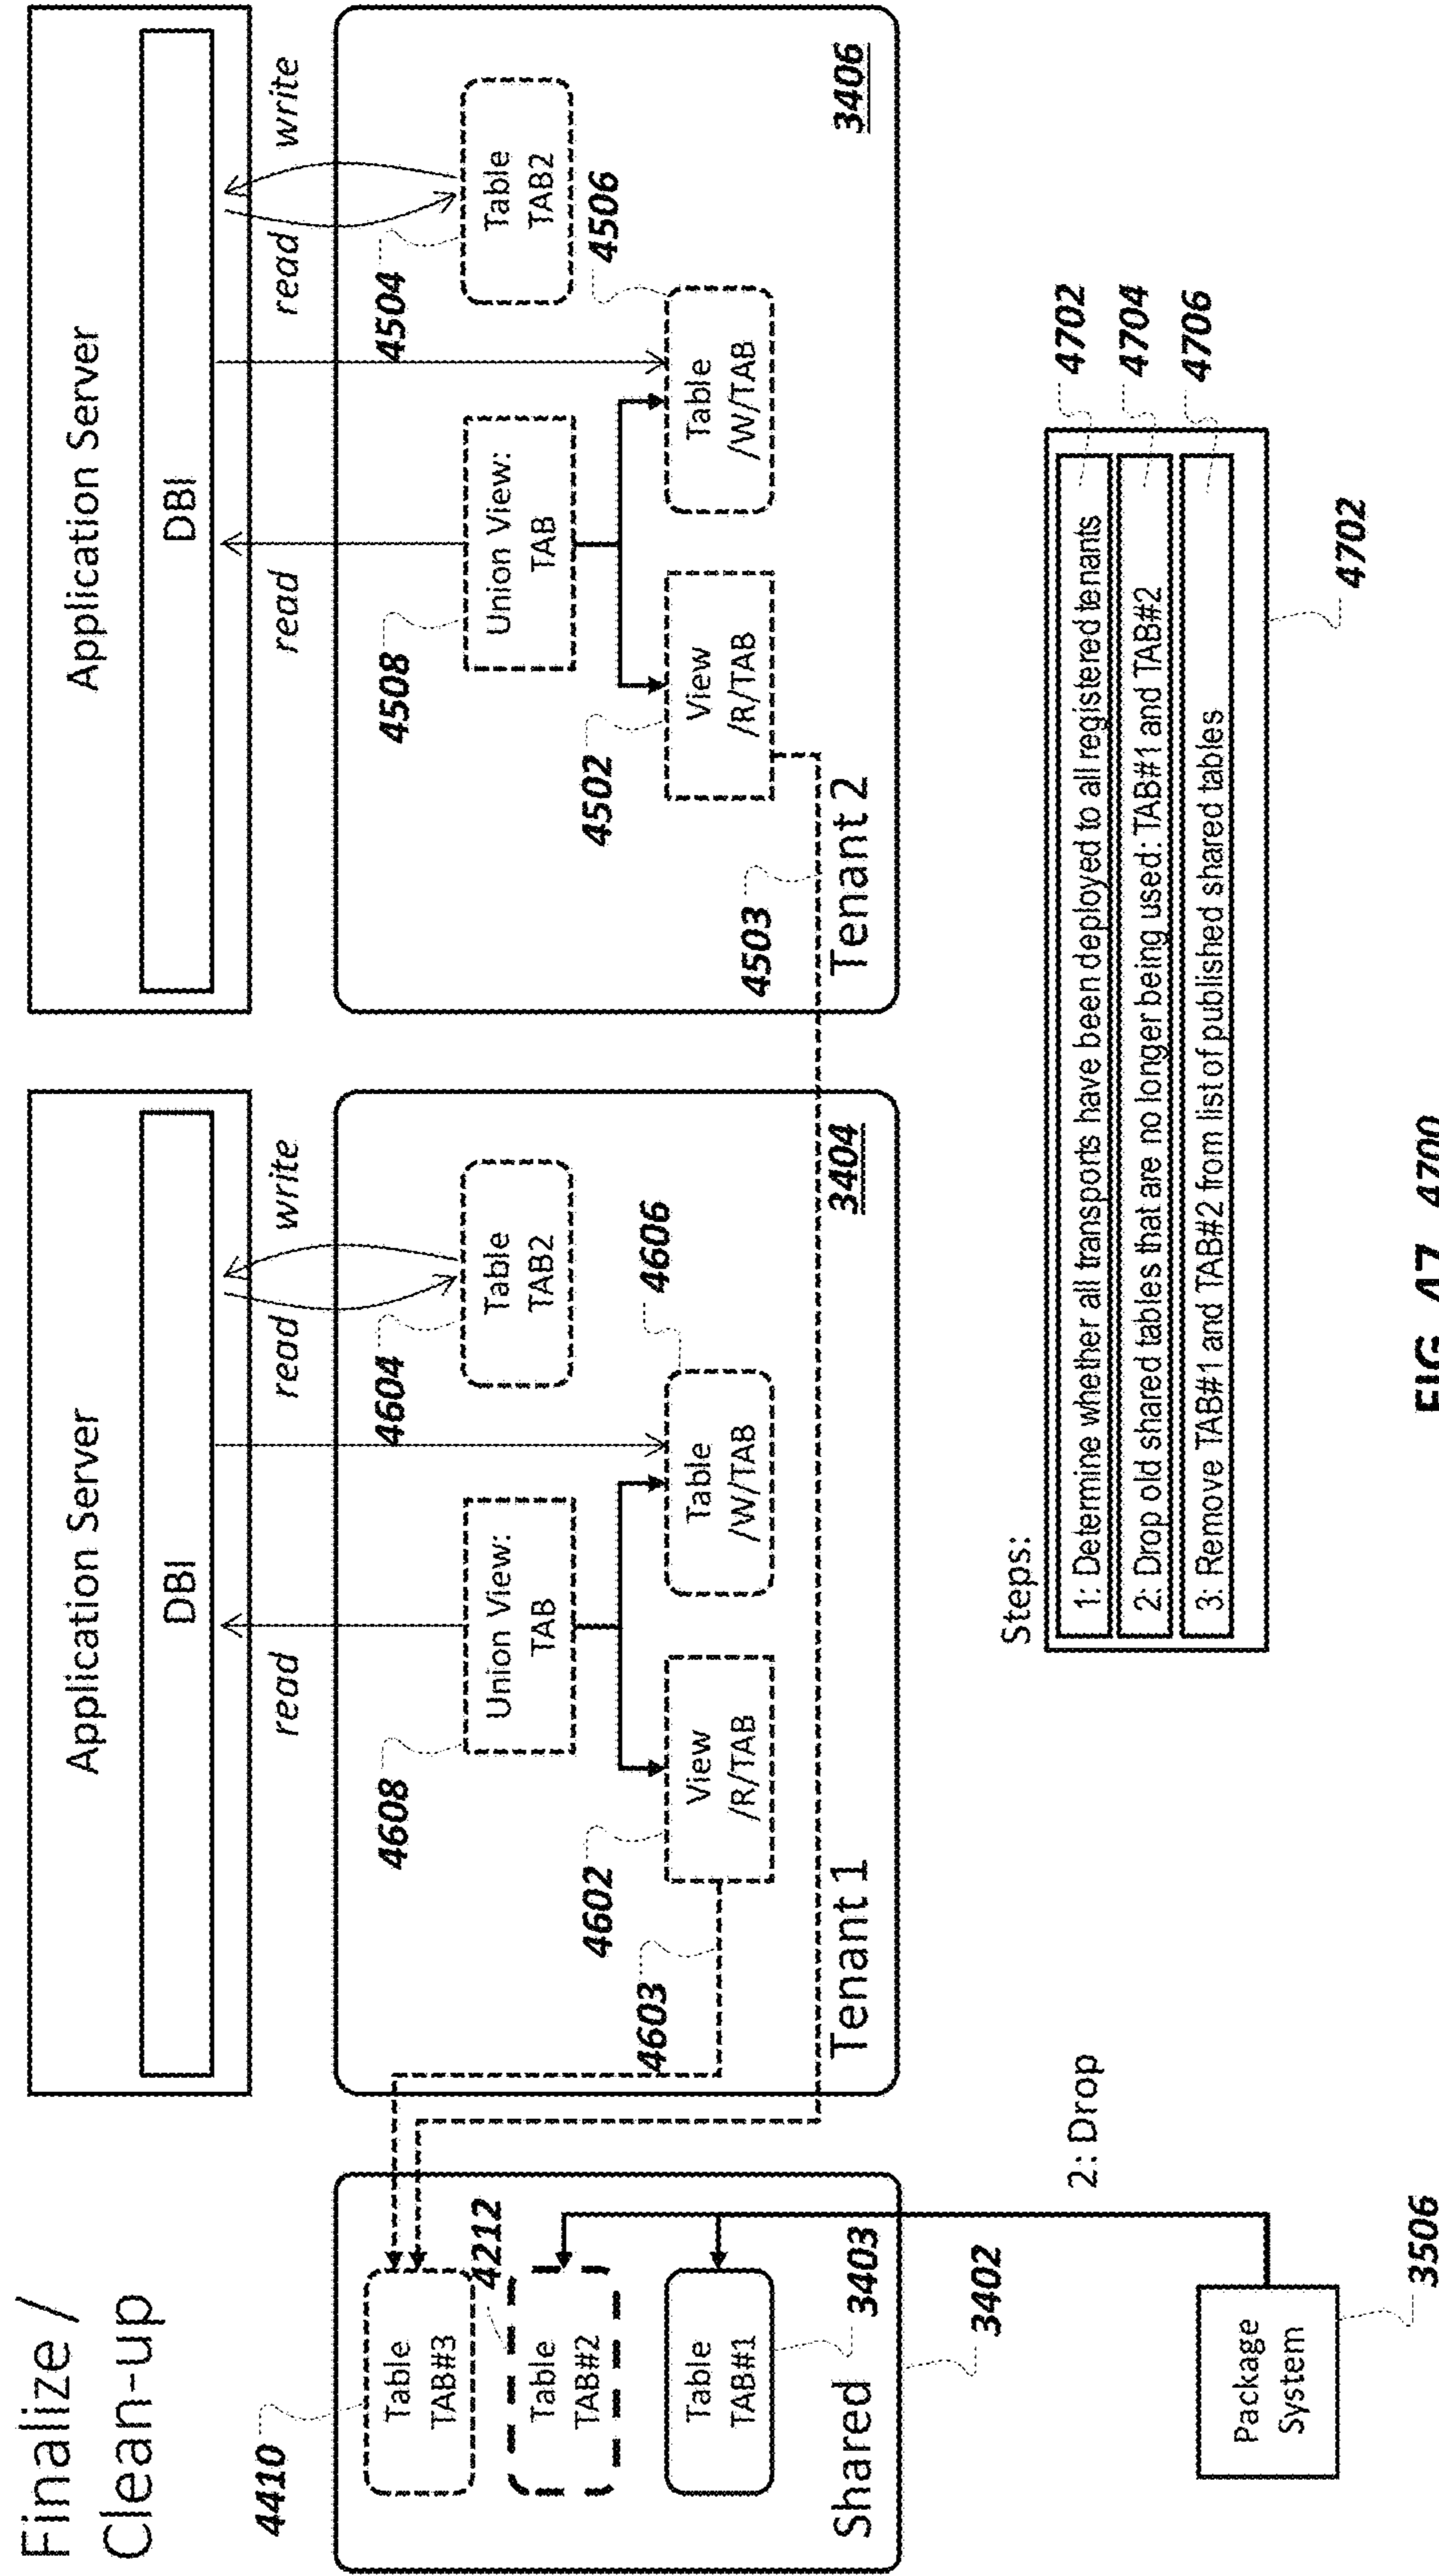 Finalize /
Clean-up
Application Server
DBI
Application Server
DBI
read
read
write
read
read
write
4410
Table
TAB#3
4212
Table
TAB#2
Table
TAB#1
3403
Shared
3402
4608
Union View:
TAB
4604
Table
TAB2
4602
View
/R/TAB
4606
Table
/W/TAB
4603
Tenant 1
3404
4508
Union View:
TAB
4504
Table
TAB2
4502
View
/R/TAB
4506
Table
/W/TAB
4503
Tenant 2
3406
2: Drop
Package
System
3506
Steps:
1: Determine whether all transports have been deployed to all registered tenants
4702
2: Drop old shared tables that are no longer being used: TAB#1 and TAB#2
4704
3: Remove TAB#1 and TAB#2 from list of published shared tables
4706
4702
FIG. 47 4700